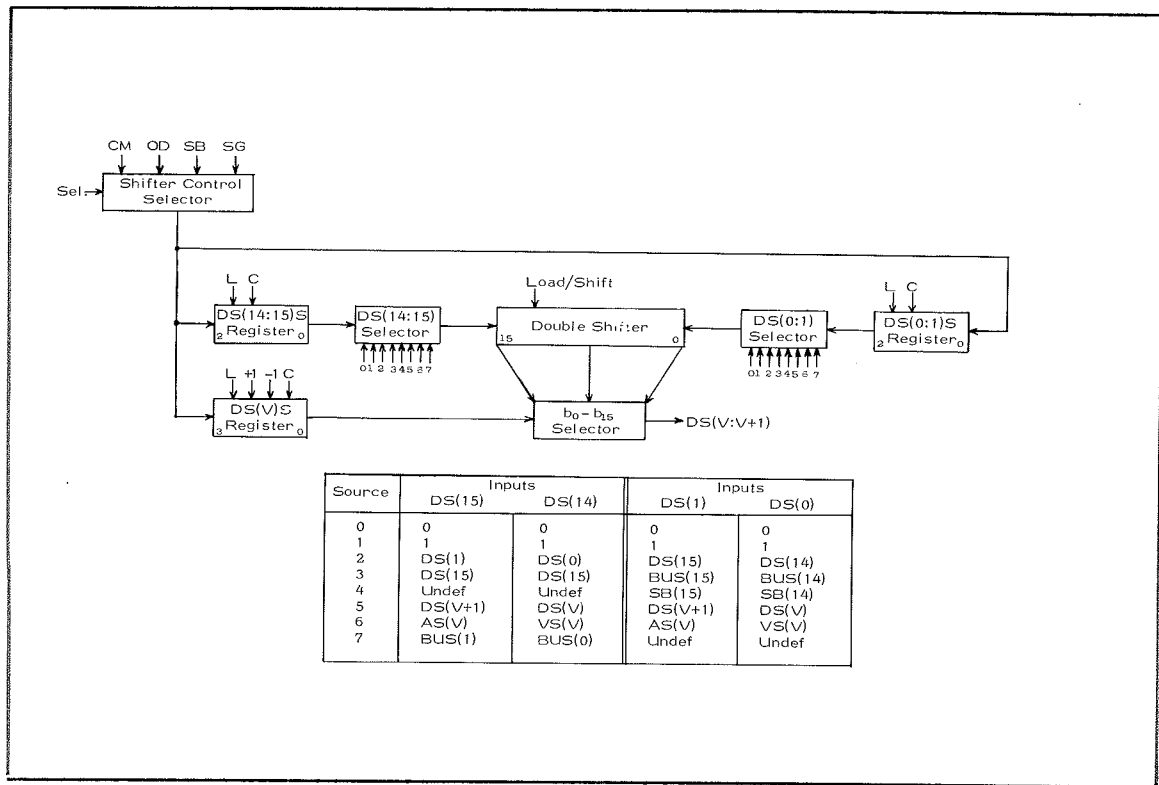 CM OD SB SG
Sel.
Shifter Control
Selector
L C
DS(14:15)S
Register
2 0
DS(14:15)
Selector
0 1 2 3 4 5 6 7
Load/Shift
Double Shifter
15 0
DS(0:1)
Selector
0 1 2 3 4 5 6 7
L C
DS(0:1)S
Register
2 0
L +1 -1 C
DS(V)S
Register
3 0
b0 - b15
Selector
DS(V:V+1)
Source Inputs Inputs
DS(15) DS(14) DS(1) DS(0)
0 0 0 0 0
1 1 1 1 1
2 DS(1) DS(0) DS(15) DS(14)
3 DS(15) DS(15) BUS(15) BUS(14)
4 Undef Undef SB(15) SB(14)
5 DS(V+1) DS(V) DS(V+1) DS(V)
6 AS(V) VS(V) AS(V) VS(V)
7 BUS(1) BUS(0) Undef Undef